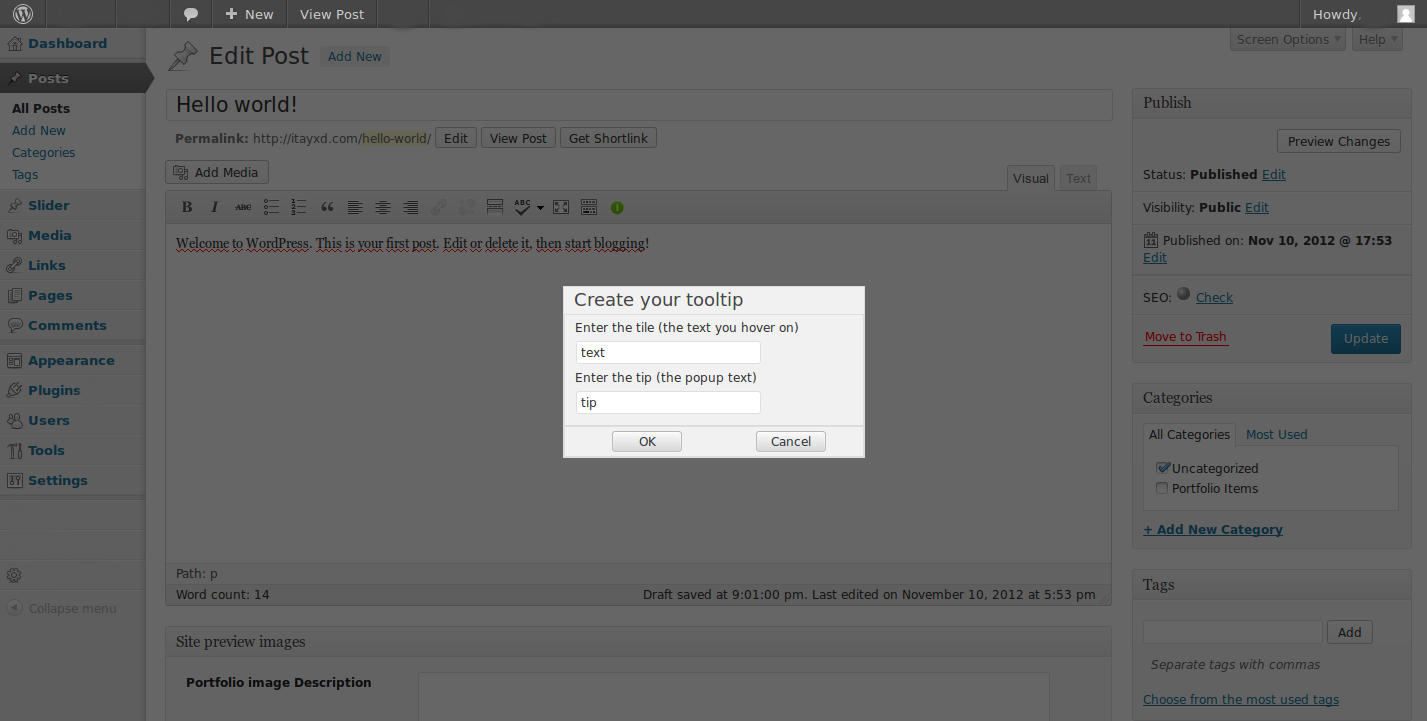 New
View Post
Howdy,
Dashboard
Posts
All Posts
Add New
Categories
Tags
Slider
Media
Links
Pages
Comments
Appearance
Plugins
Users
Tools
Settings
Collapse menu
Edit Post
Add New
Screen Options
Help
Hello world!
Permalink: http://itayxd.com/hello-world/
Edit
View Post
Get Shortlink
Add Media
Visual
Text
B
I
ABC
ABC
Welcome to WordPress. This is your first post. Edit or delete it, then start blogging!
Create your tooltip
Enter the tile (the text you hover on)
text
Enter the tip (the popup text)
tip
OK
Cancel
Path: p
Word count: 14
Draft saved at 9:01:00 pm. Last edited on November 10, 2012 at 5:53 pm
Site preview images
Portfolio image Description
Publish
Preview Changes
Status: Published Edit
Visibility: Public Edit
11 Published on: Nov 10, 2012 @ 17:53
Edit
SEO: Check
Move to Trash
Update
Categories
All Categories
Most Used
Uncategorized
Portfolio Items
+ Add New Category
Tags
Add
Separate tags with commas
Choose from the most used tags